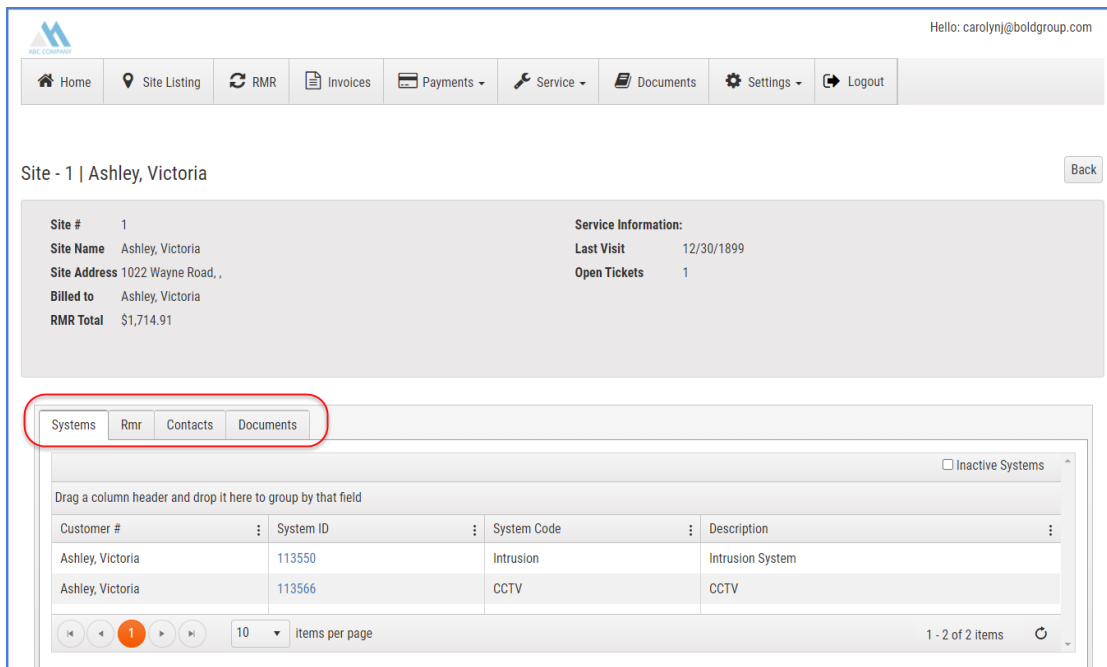 Hello: carolynj@boldgroup.com
ABC COMPANY
Home Site Listing RMR Invoices Payments Service Documents Settings Logout
Site - 1 | Ashley, Victoria Back
Site # 1 Service Information:
Site Name Ashley, Victoria Last Visit 12/30/1899
Site Address 1022 Wayne Road, , Open Tickets 1
Billed to Ashley, Victoria
RMR Total $1,714.91
Systems Rmr Contacts Documents
Inactive Systems
Drag a column header and drop it here to group by that field
Customer # System ID System Code Description
Ashley, Victoria 113550 Intrusion Intrusion System
Ashley, Victoria 113566 CCTV CCTV
1 10 items per page 1 - 2 of 2 items